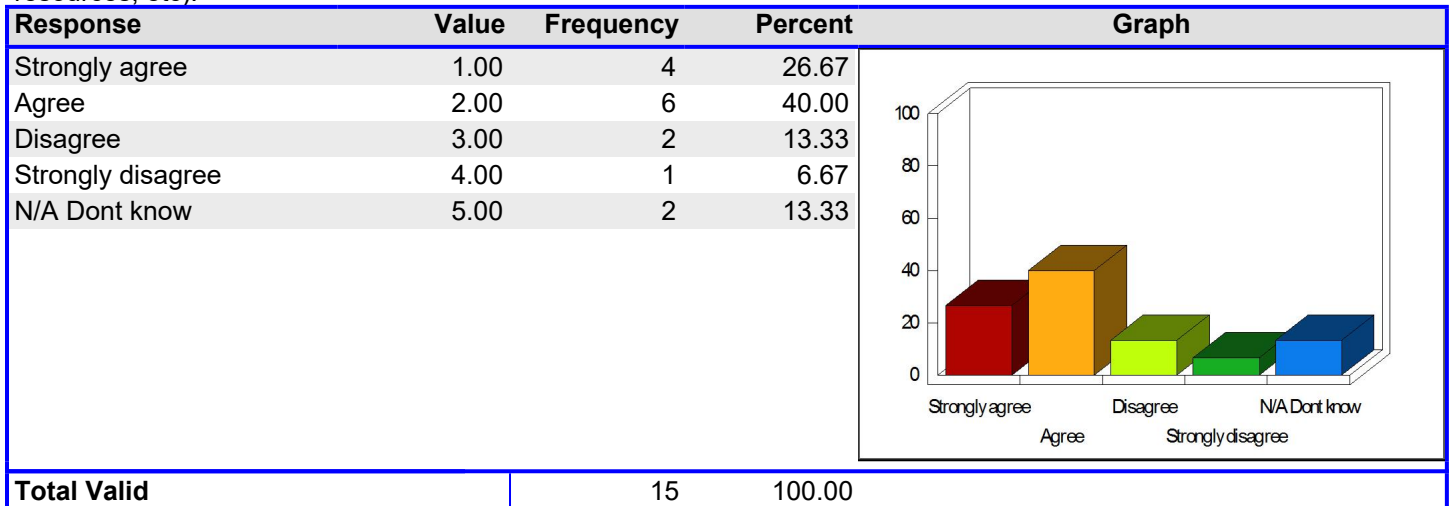 resources, etc).
Response Value Frequency Percent Graph
Strongly agree 1.00 4 26.67
Agree 2.00 6 40.00
Disagree 3.00 2 13.33
Strongly disagree 4.00 1 6.67
N/A Dont know 5.00 2 13.33
100
80
60
40
20
0
Strongly agree Disagree N/A Dont know
Agree Strongly disagree
Total Valid 15 100.00